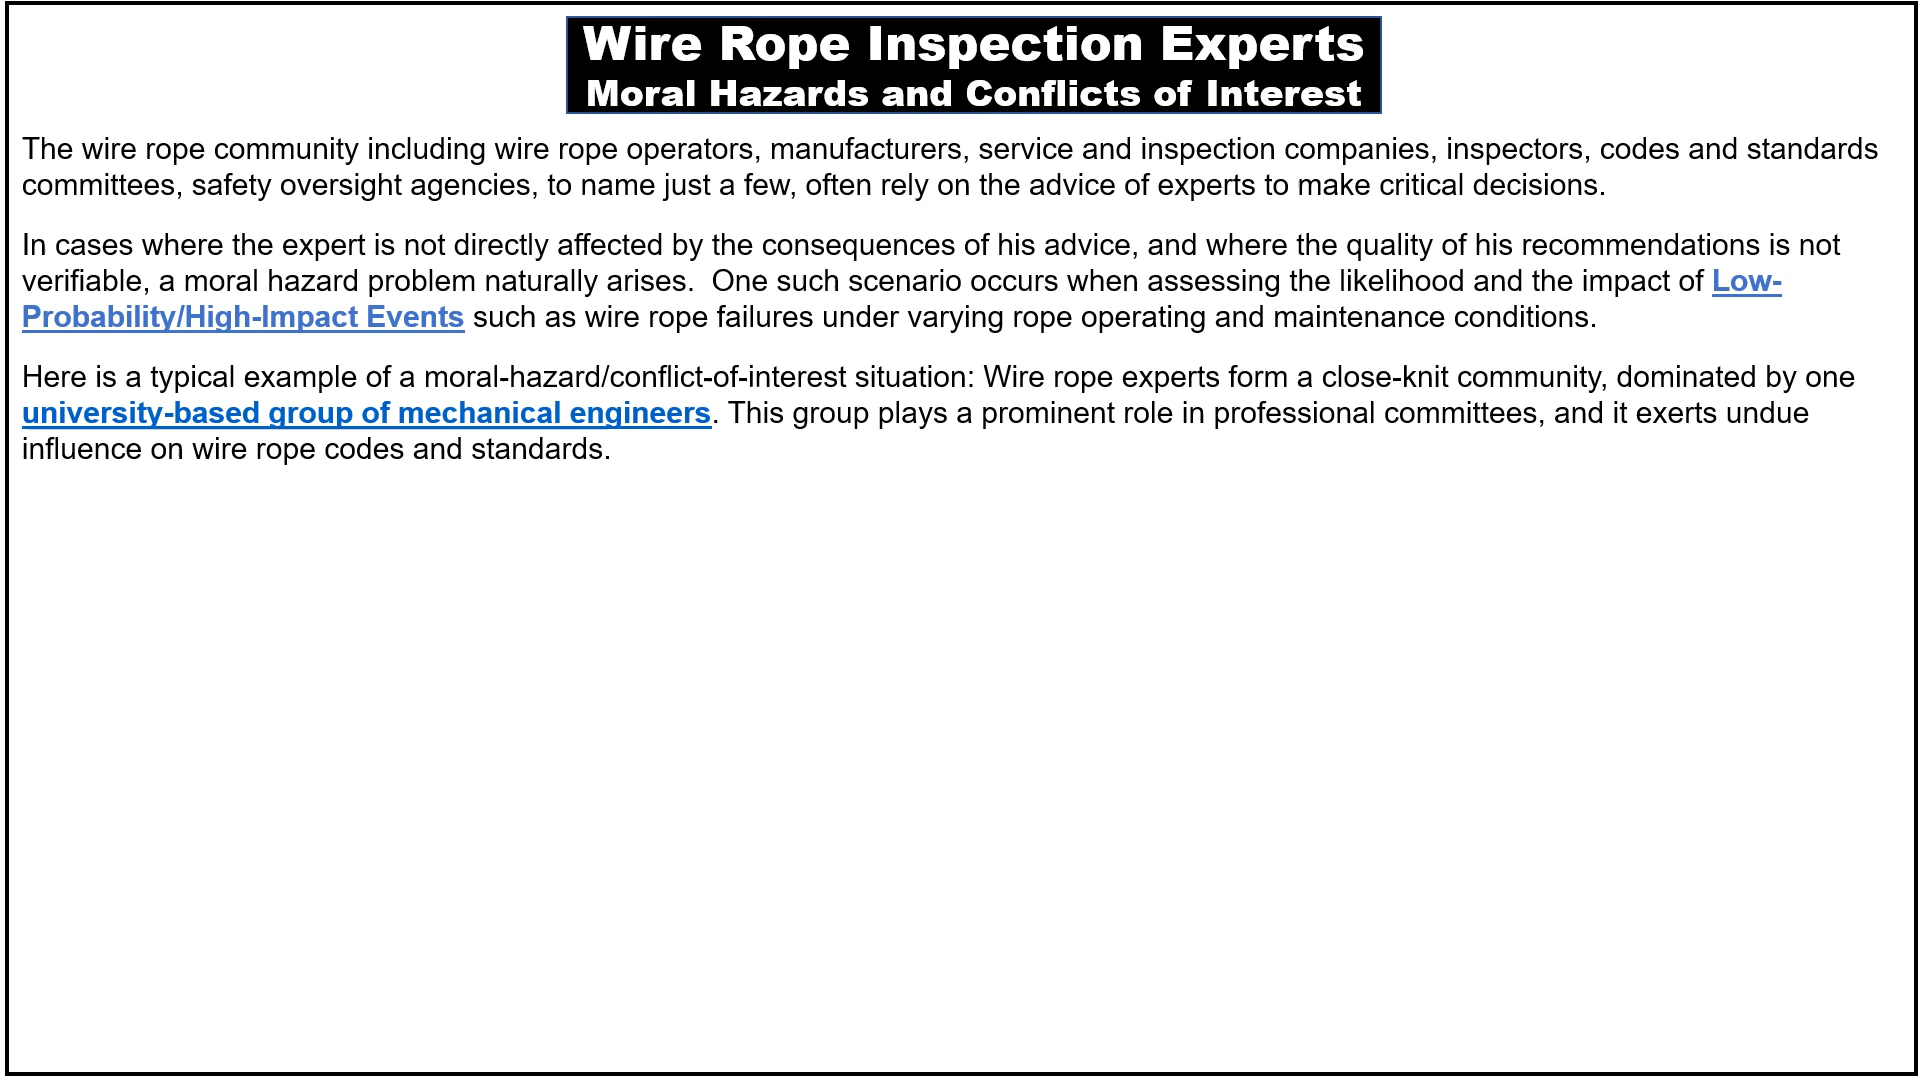 Wire Rope Inspection Experts
Moral Hazards and Conflicts of Interest
The wire rope community including wire rope operators, manufacturers, service and inspection companies, inspectors, codes and standards
committees, safety oversight agencies, to name just a few, often rely on the advice of experts to make critical decisions.
In cases where the expert is not directly affected by the consequences of his advice, and where the quality of his recommendations is not
verifiable, a moral hazard problem naturally arises.  One such scenario occurs when assessing the likelihood and the impact of Low-
Probability/High-Impact Events such as wire rope failures under varying rope operating and maintenance conditions.
Here is a typical example of a moral-hazard/conflict-of-interest situation: Wire rope experts form a close-knit community, dominated by one
university-based group of mechanical engineers. This group plays a prominent role in professional committees, and it exerts undue
influence on wire rope codes and standards.